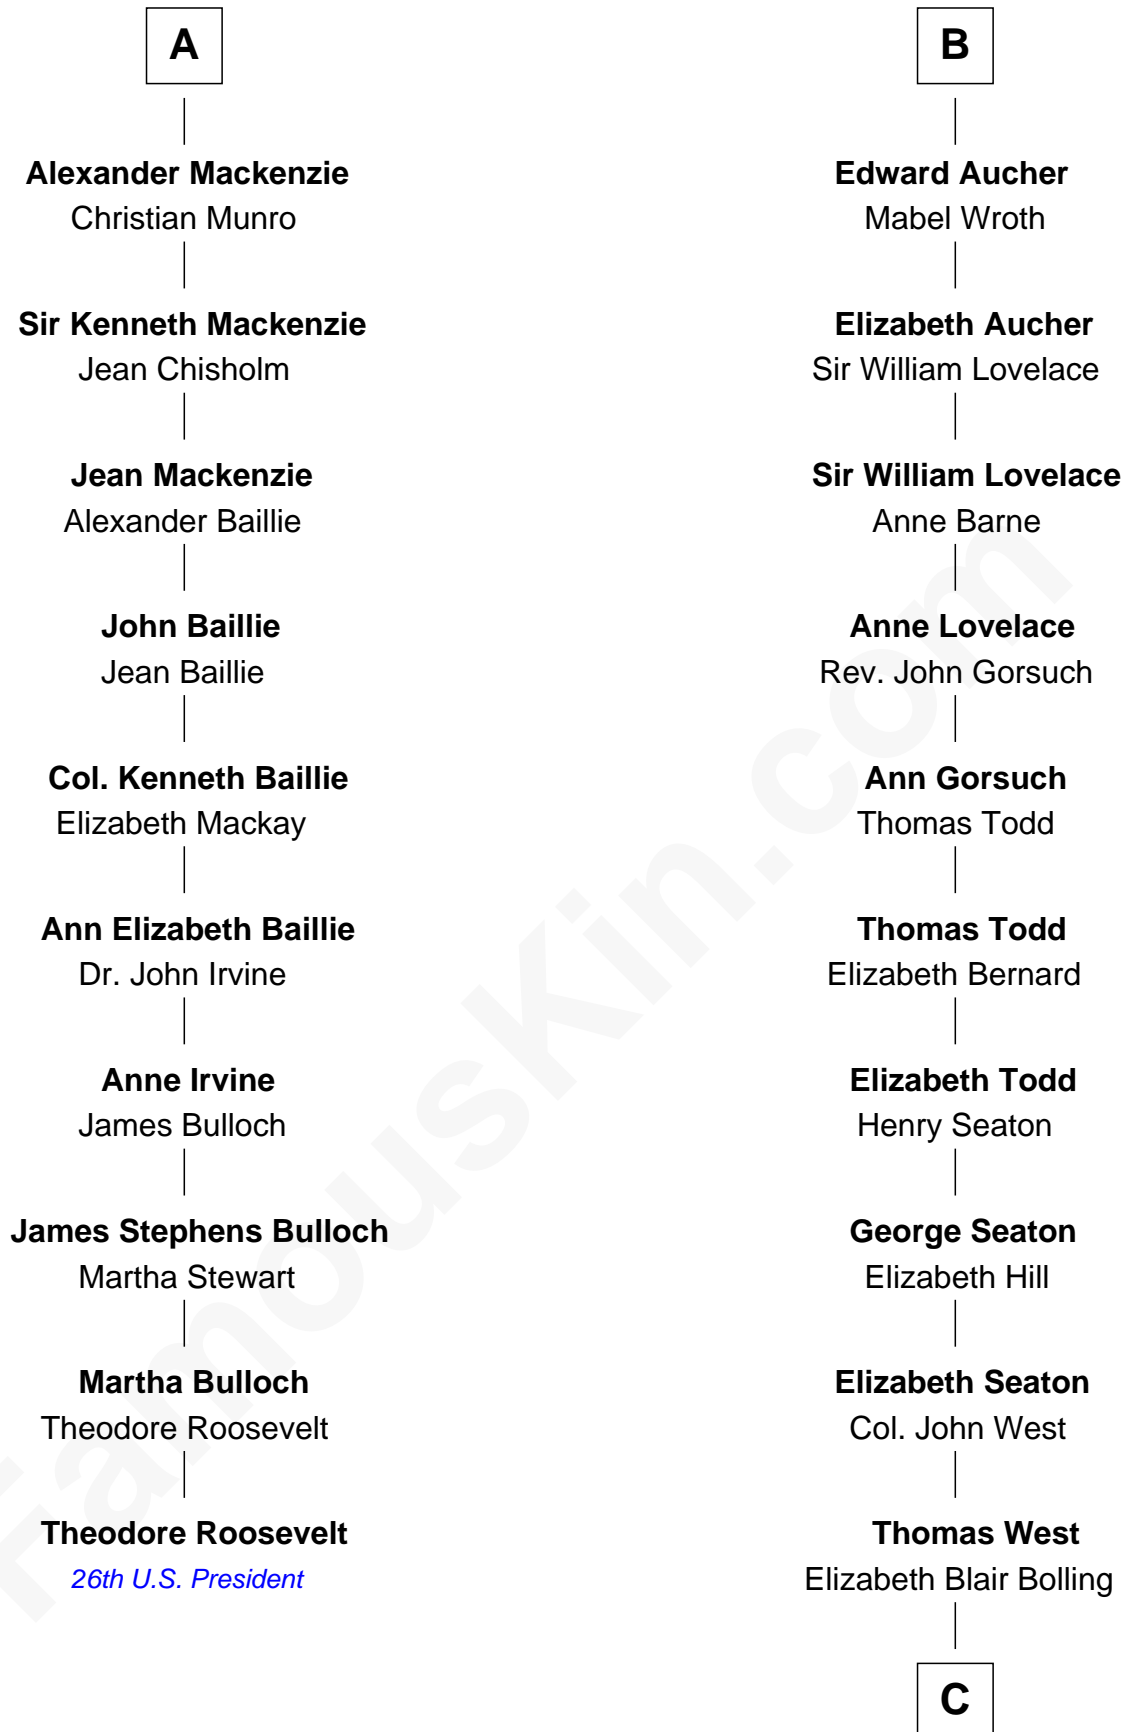 A
Alexander Mackenzie
Christian Munro
Sir Kenneth Mackenzie
Jean Chisholm
Jean Mackenzie
Alexander Baillie
John Baillie
Jean Baillie
Col. Kenneth Baillie
Elizabeth Mackay
Ann Elizabeth Baillie
Dr. John Irvine
Anne Irvine
James Bulloch
James Stephens Bulloch
Martha Stewart
Martha Bulloch
Theodore Roosevelt
Theodore Roosevelt
26th U.S. President
B
Edward Aucher
Mabel Wroth
Elizabeth Aucher
Sir William Lovelace
Sir William Lovelace
Anne Barne
Anne Lovelace
Rev. John Gorsuch
Ann Gorsuch
Thomas Todd
Thomas Todd
Elizabeth Bernard
Elizabeth Todd
Henry Seaton
George Seaton
Elizabeth Hill
Elizabeth Seaton
Col. John West
Thomas West
Elizabeth Blair Bolling
C
FamousKin.com